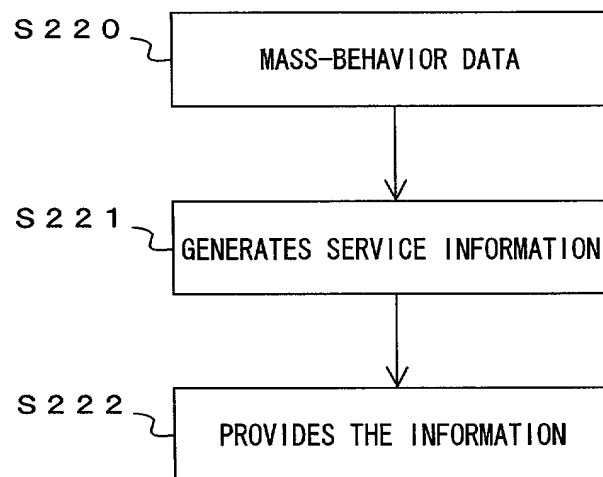 S220
MASS-BEHAVIOR DATA
S221
GENERATES SERVICE INFORMATION
S222
PROVIDES THE INFORMATION